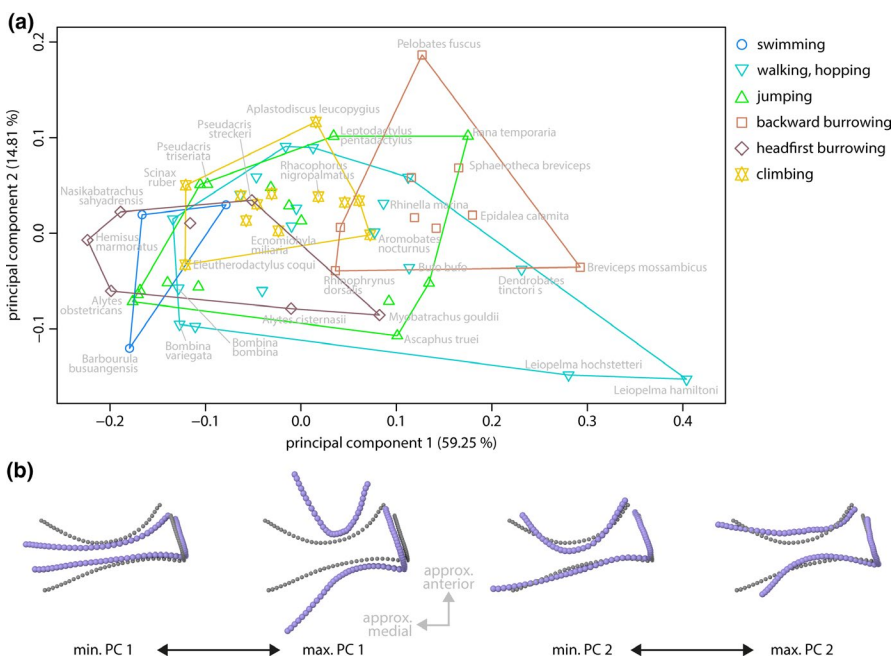 (a)
swimming
walking, hopping
jumping
backward burrowing
headfirst burrowing
climbing
principal component 2 (14.81 %)
0.2
0.1
0.0
−0.1
Pelobates fuscus
Aplastodiscus leucopygius
Pseudacris
streckeri
Leptodactylus
pentadactylus
Rana temporaria
Pseudacris
triseriata
Scinax
ruber
Rhacophorus
nigropalmatus
Sphaerotheca breviceps
Nasikabatrachus
sahyadrensis
Rhinella marina
Epidalea calamita
Hemisus
marmoratus
Ecnomiohyla
miliaria
Aromobates
nocturnus
Eleutherodactylus coqui
Rhinophrynus
dorsalis
Bufo bufo
Breviceps mossambicus
Dendrobates
tinctori s
Alytes
obstetricans
Alytes cisternasii
Myobatrachus gouldii
Ascaphus truei
Bombina
variegata
Bombina
bombina
Barbourula
busuangensis
Leiopelma hochstetteri
Leiopelma hamiltoni
−0.2
−0.1
0.0
0.1
0.2
0.3
0.4
principal component 1 (59.25 %)
(b)
approx.
anterior
approx.
medial
min. PC 1
max. PC 1
min. PC 2
max. PC 2